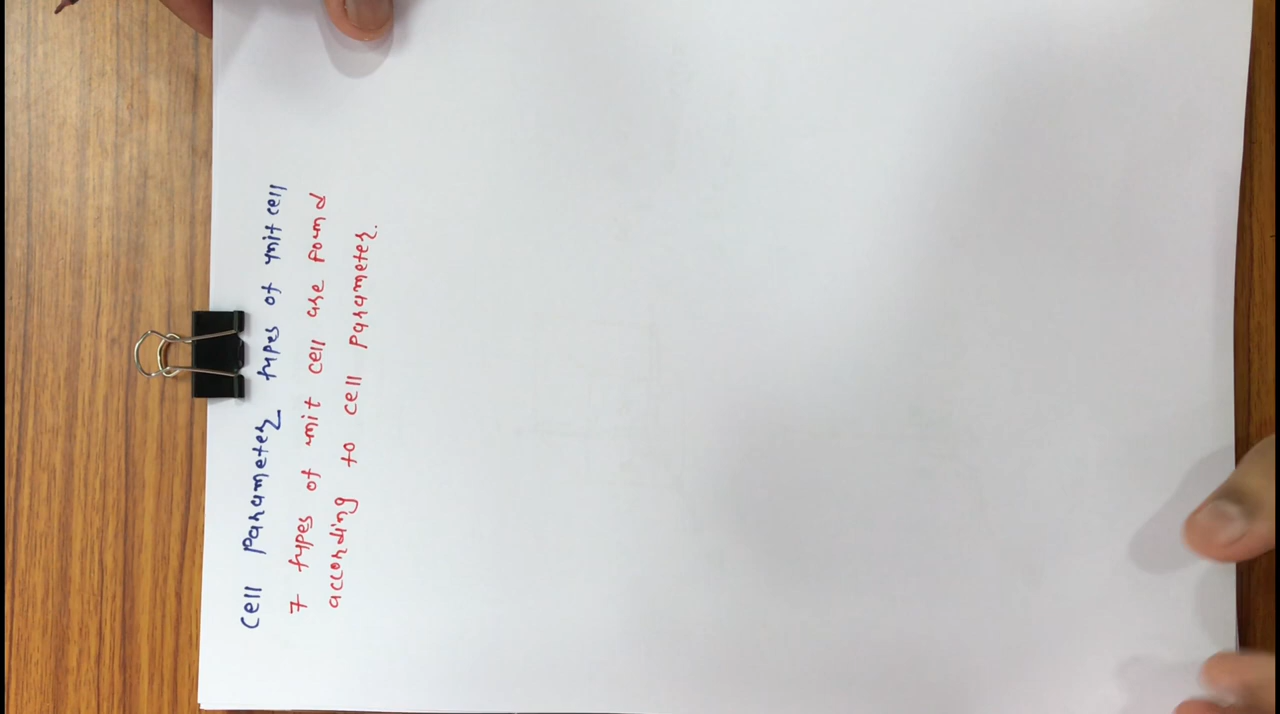 Cell Parameter types of unit cell
7 types of unit cell are found
according to cell parameter.